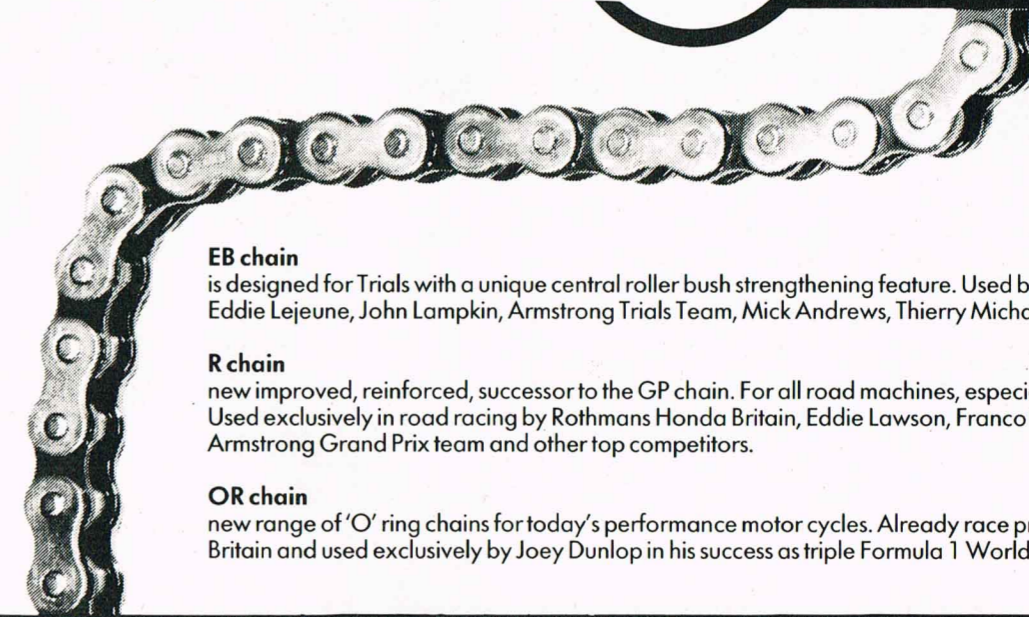 EB chain
is designed for Trials with a unique central roller bush strengthening feature. Used b
Eddie Lejeune, John Lampkin, Armstrong Trials Team, Mick Andrews, Thierry Micha
R chain
new improved, reinforced, successor to the GP chain. For all road machines, especi
Used exclusively in road racing by Rothmans Honda Britain, Eddie Lawson, Franco
Armstrong Grand Prix team and other top competitors.
OR chain
new range of 'O' ring chains for today's performance motor cycles. Already race pr
Britain and used exclusively by Joey Dunlop in his success as triple Formula 1 World